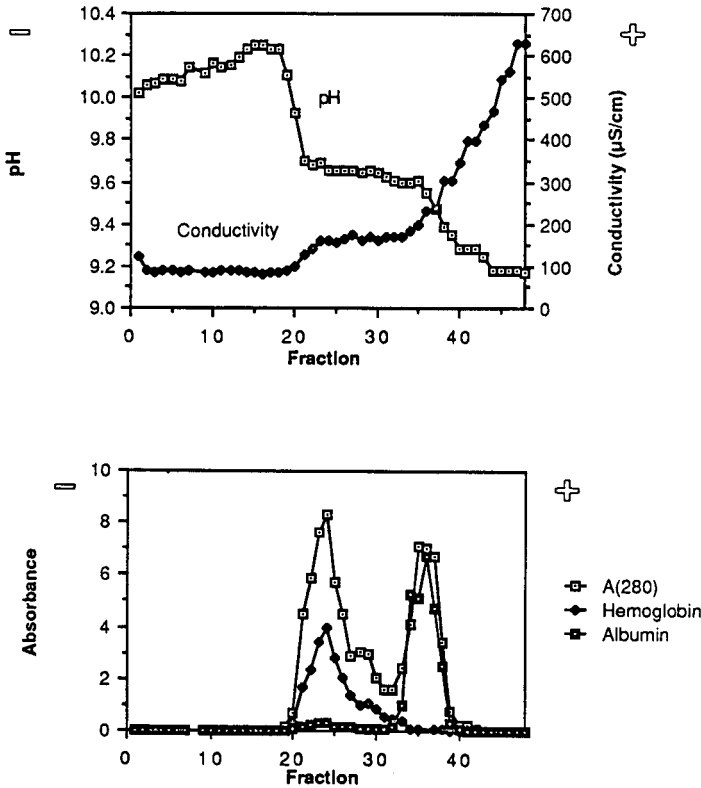 10.4
10.2
10.0
9.8
9.6
9.4
9.2
9.0
pH
−
pH
Conductivity
700
600
500
400
300
200
100
0
Conductivity (µS/cm)
+
0 10 20 30 40
Fraction
−
+
10
8
6
4
2
0
Absorbance
0 10 20 30 40
Fraction
A(280)
Hemoglobin
Albumin